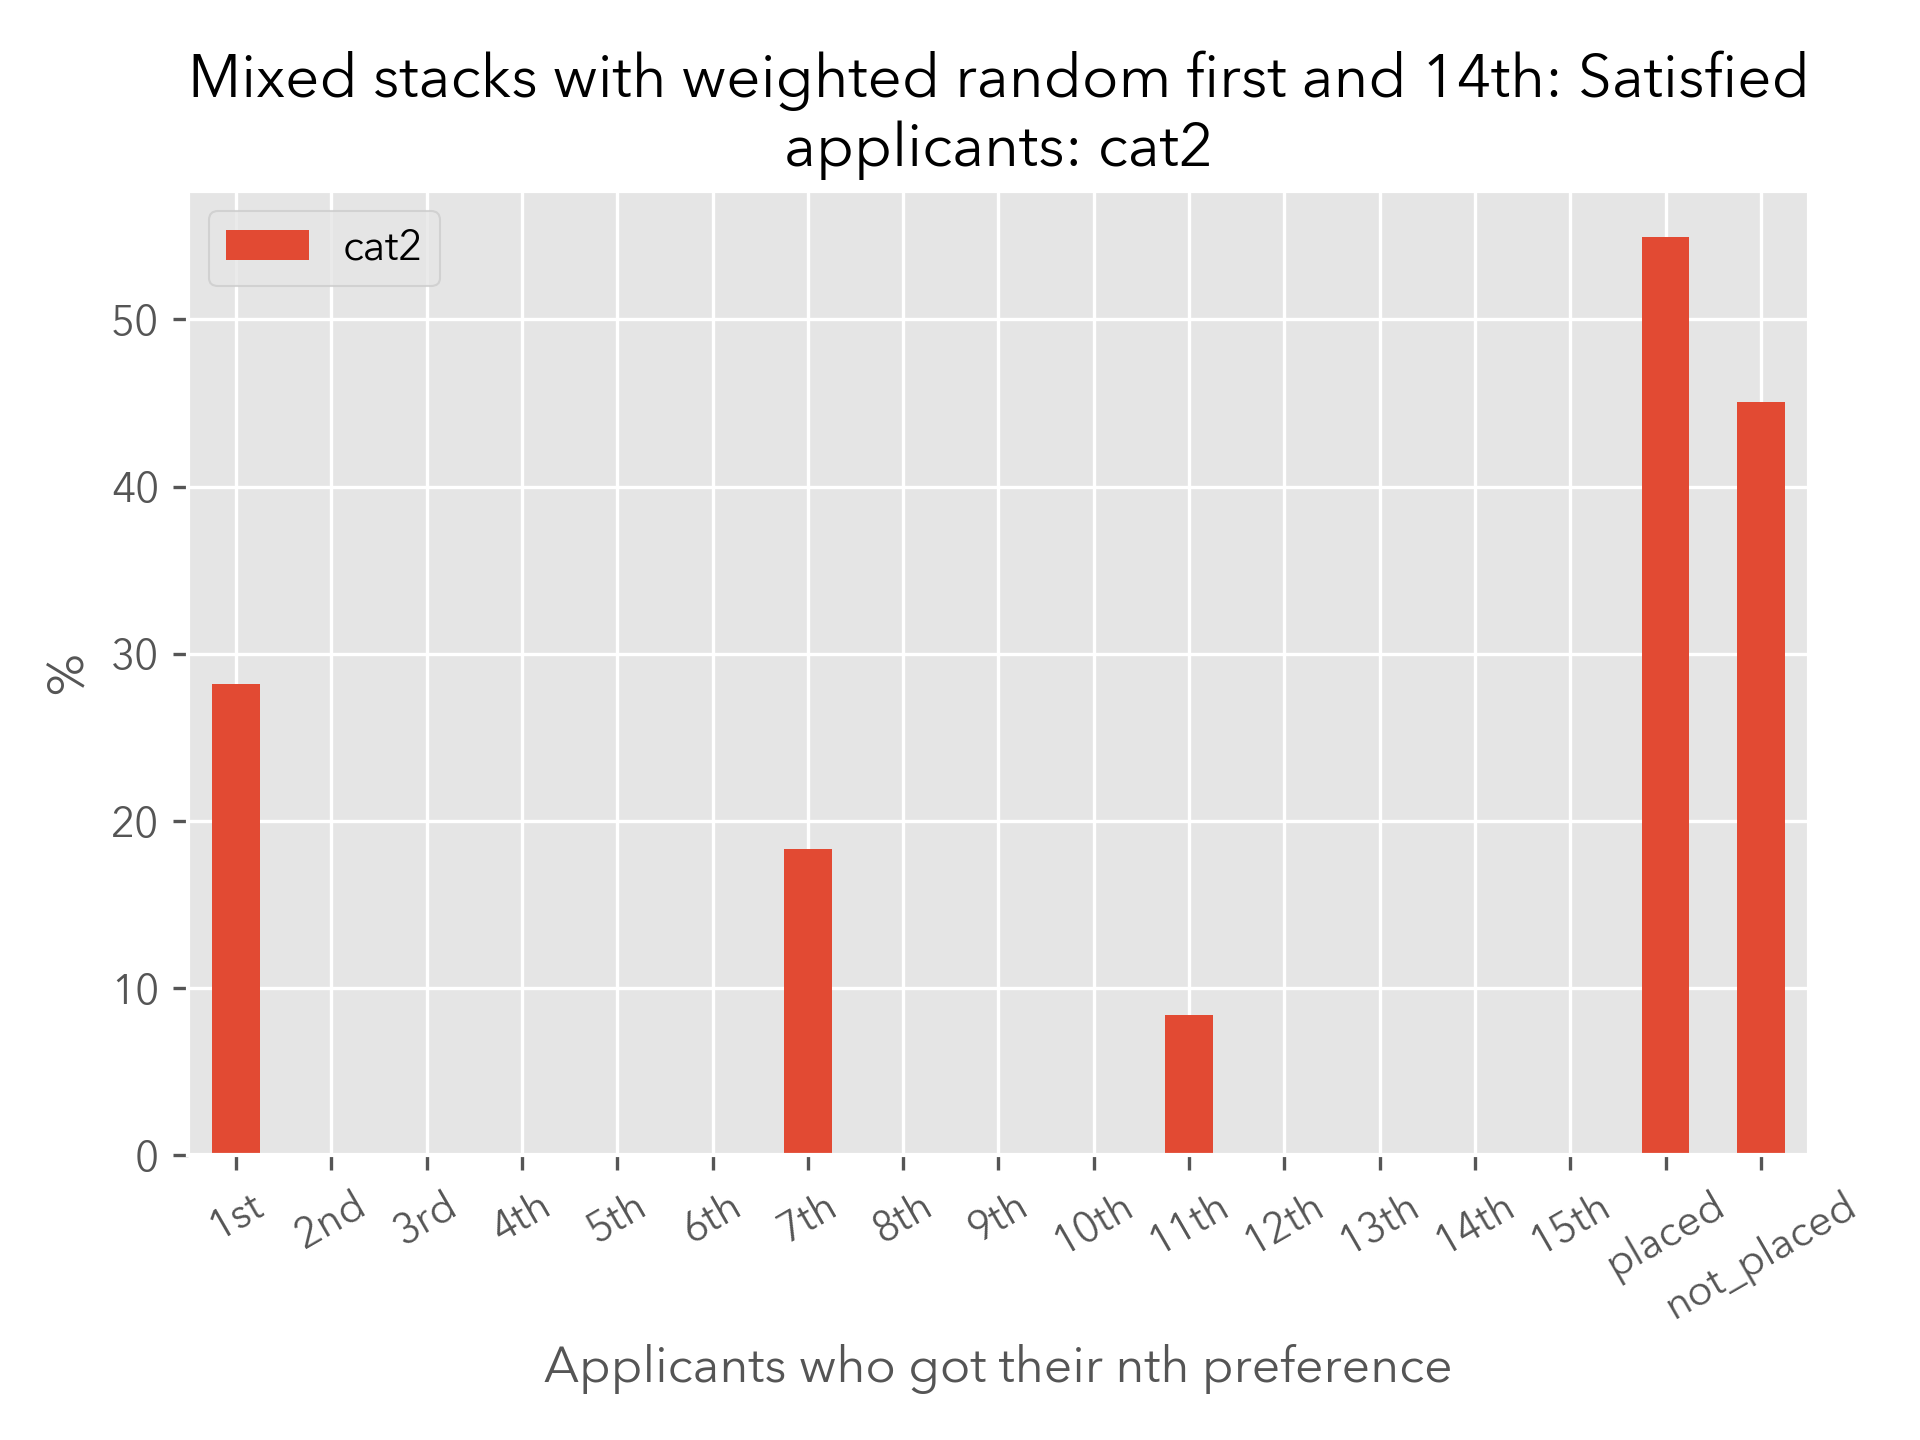 Mixed stacks with weighted random first and 14th: Satisfied
applicants: cat2
cat2
%
50
40
30
20
10
0
1st 2nd 3rd 4th 5th 6th 7th 8th 9th 10th 11th 12th 13th 14th 15th placed not_placed
Applicants who got their nth preference